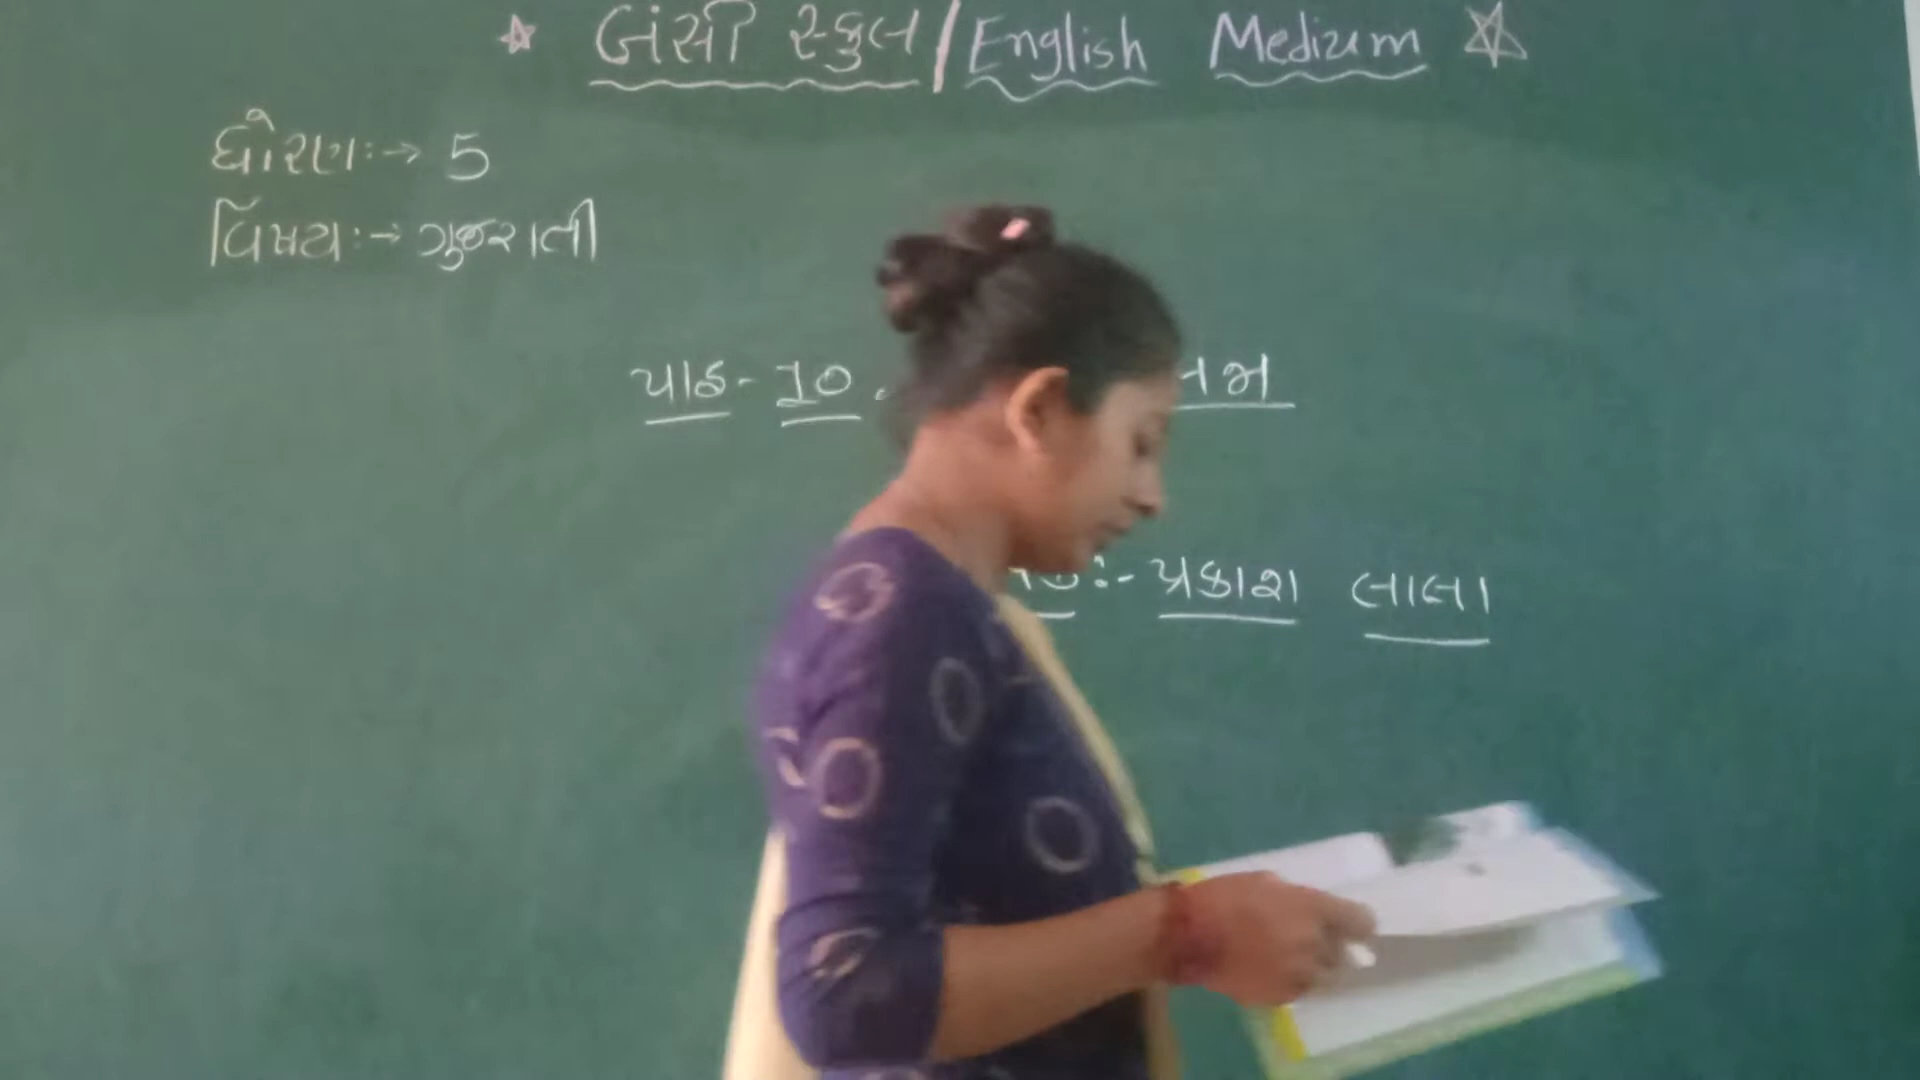 બંસી સ્કુલ / English Medium
ધોરણ :→ 5
વિષય :→ ગુજરાતી
પાઠ - 10 .
:- પ્રકાશ લાલા